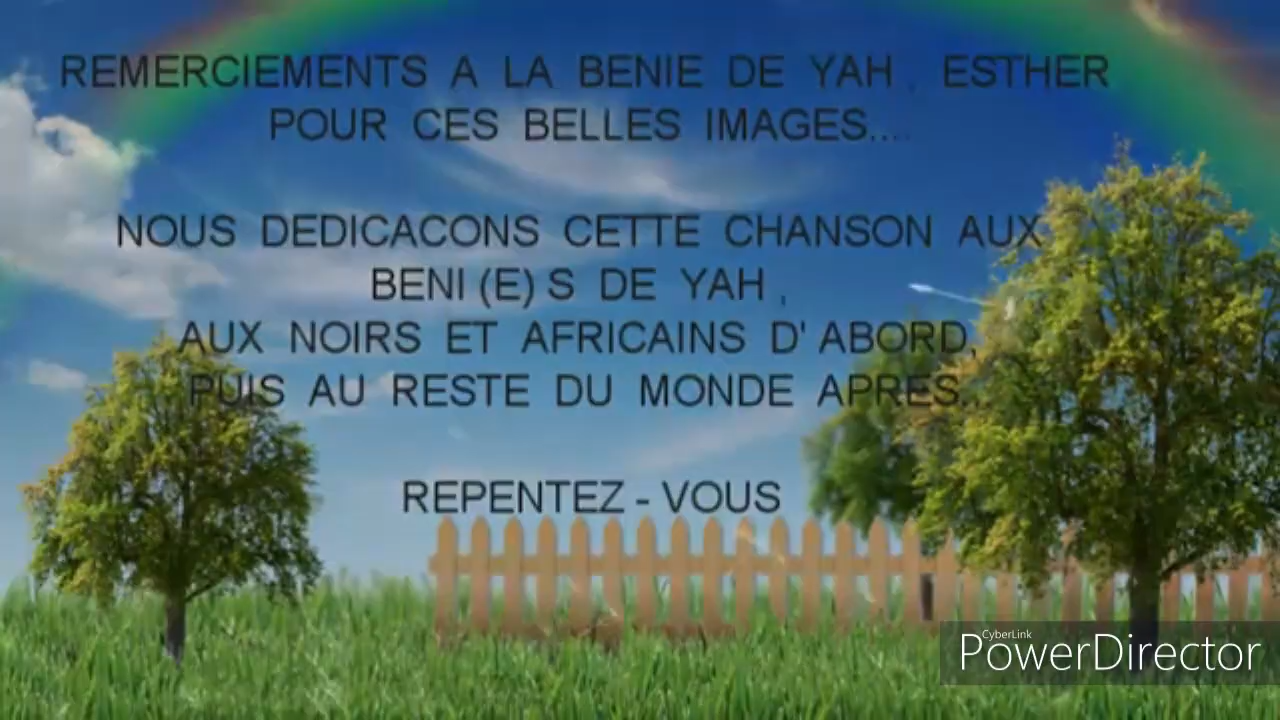 REMERCIEMENTS A LA BENIE DE YAH , ESTHER
POUR CES BELLES IMAGES....
NOUS DEDICACONS CETTE CHANSON AUX
BENI (E) S DE YAH ,
AUX NOIRS ET AFRICAINS D' ABORD,
PUIS AU RESTE DU MONDE APRES..
REPENTEZ - VOUS
CyberLink
PowerDirector